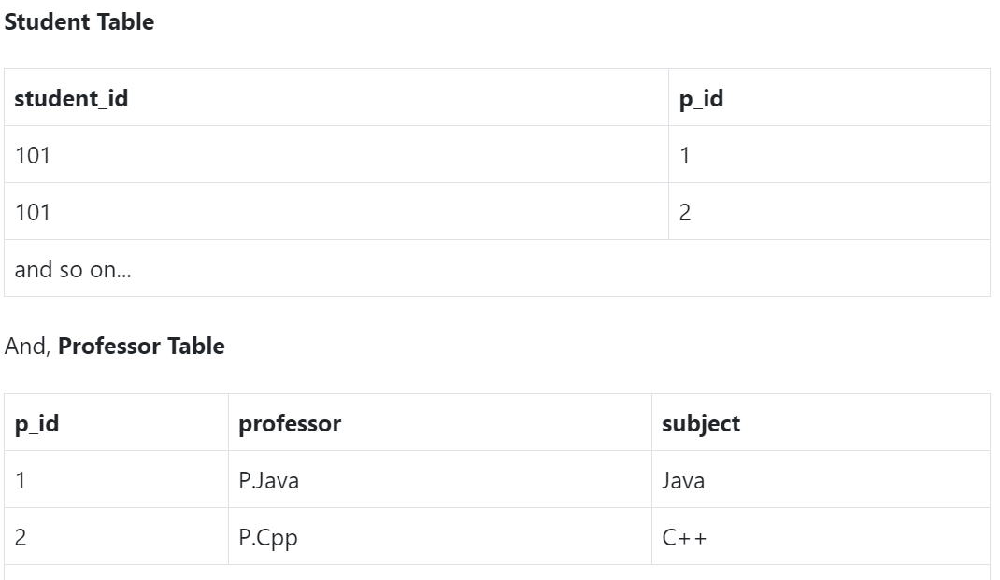 Student Table
student_id p_id
101 1
101 2
and so on...
And, Professor Table
p_id professor subject
1 P.Java Java
2 P.Cpp C++